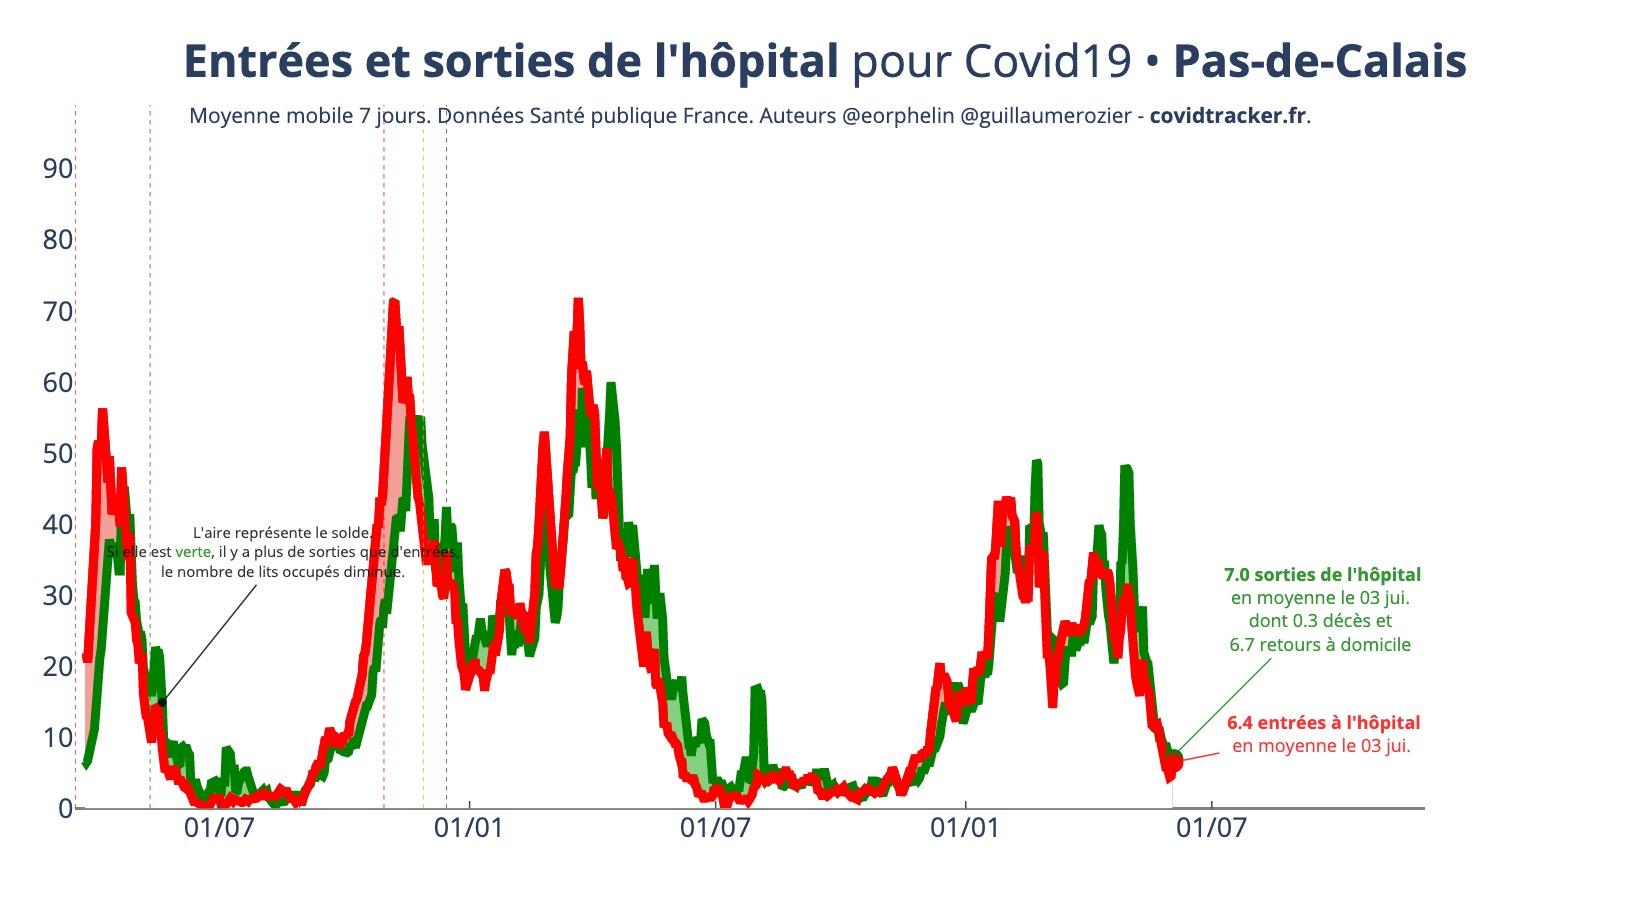 Entrées et sorties de l'hôpital pour Covid19 • Pas-de-Calais
Moyenne mobile 7 jours. Données Santé publique France. Auteurs @eorphelin @guillaumerozier - covidtracker.fr.
90
80
70
60
50
40
30
20
10
0
L'aire représente le solde.
Si elle est verte, il y a plus de sorties que d'entrées,
le nombre de lits occupés diminue.
7.0 sorties de l'hôpital
en moyenne le 03 jui.
dont 0.3 décès et
6.7 retours à domicile
6.4 entrées à l'hôpital
en moyenne le 03 jui.
01/07
01/01
01/07
01/01
01/07